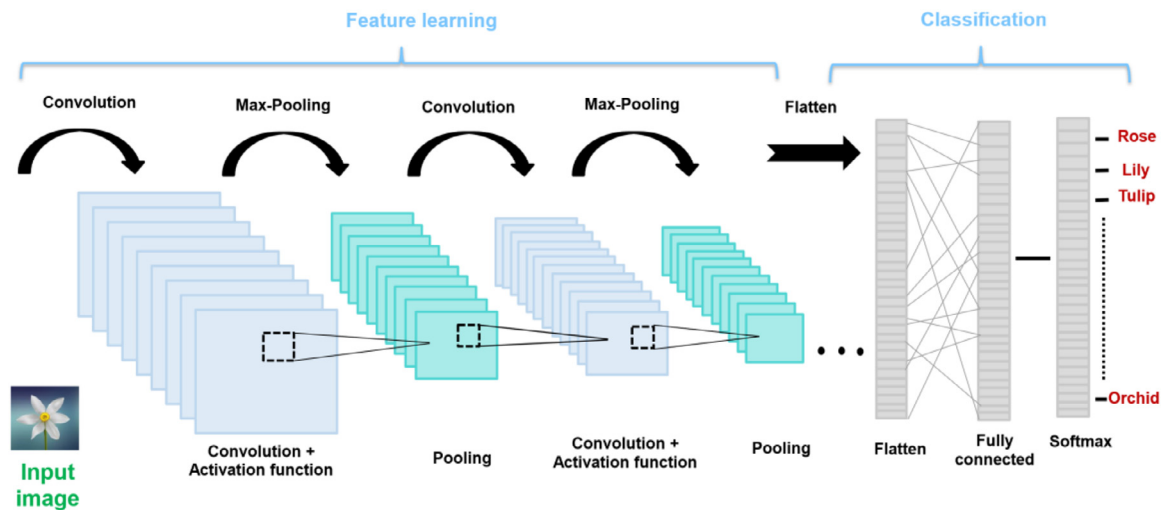 Feature learning
Classification
Convolution
Max-Pooling
Convolution
Max-Pooling
Flatten
Rose
Lily
Tulip
Orchid
Input
image
Convolution +
Activation function
Pooling
Convolution +
Activation function
Pooling
Flatten
Fully
connected
Softmax